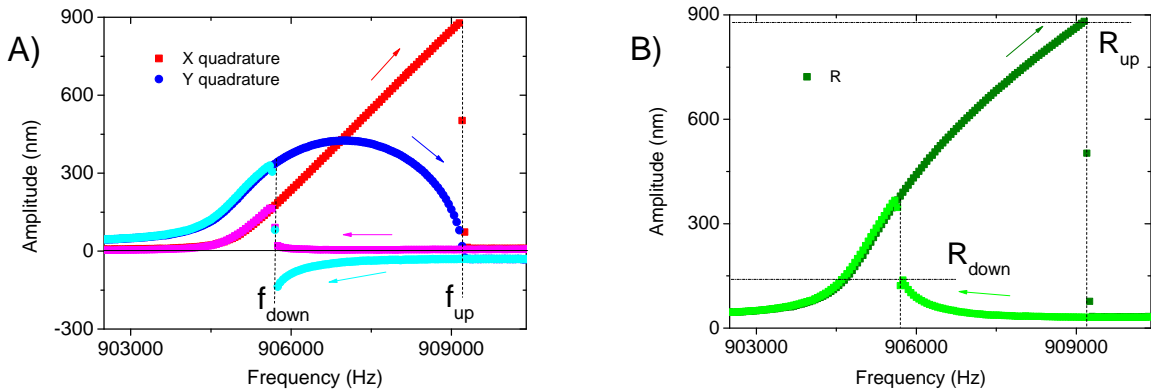 A)
X quadrature
Y quadrature
Amplitude (nm)
900
600
300
0
-300
f down
f up
903000 906000 909000
Frequency (Hz)
B)
R
R up
R down
Amplitude (nm)
900
600
300
0
903000 906000 909000
Frequency (Hz)